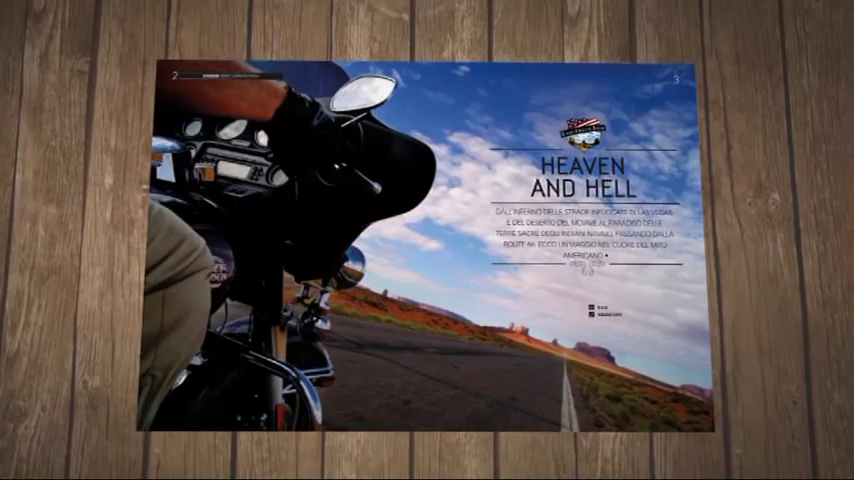 2
3
HEAVEN
AND HELL
DALL'INFERNO DELLE STRADE INFUOCATE DI LAS VEGAS
E DEL DESERTO DEL MOJAVE AL PARADISO DELLE
TERRE SACRE DEGLI INDIANI NAVAJO, PASSANDO DALLA
ROUTE 66: ECCO UN VIAGGIO NEL CUORE DEL MITO
AMERICANO